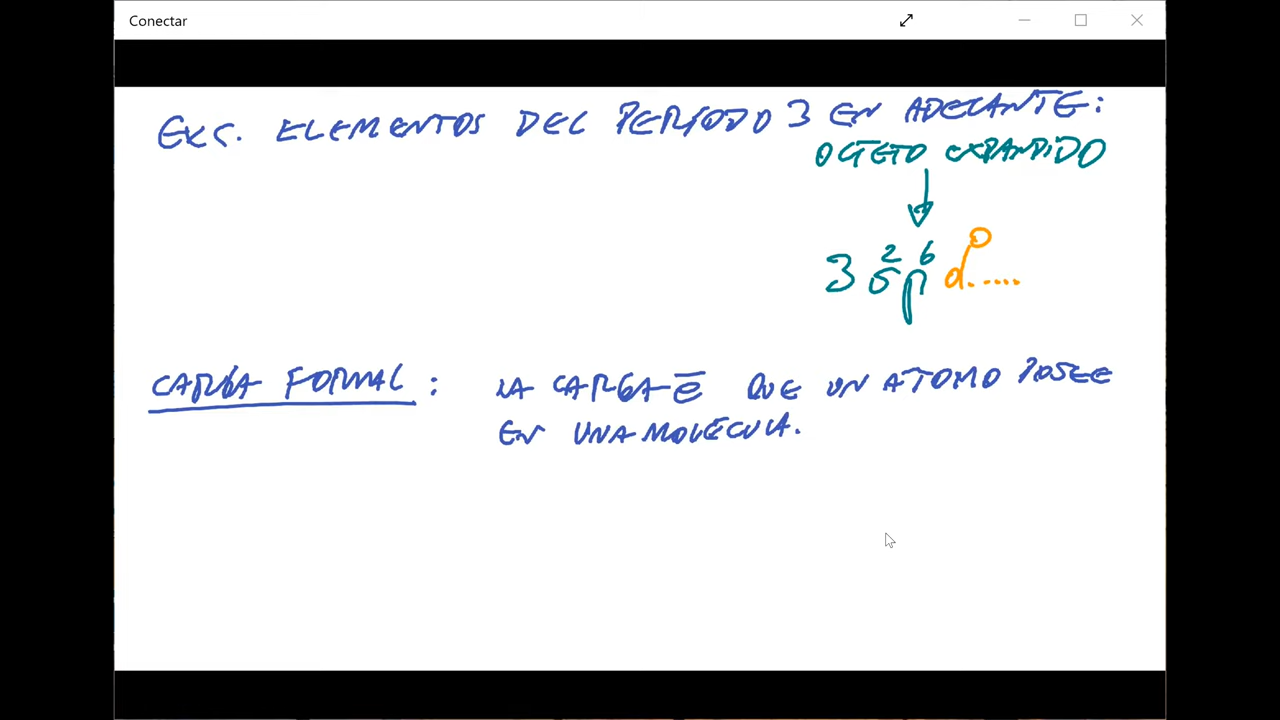 Conectar
EXC. ELEMENTOS DEL PERIODO 3 EN ADELANTE:
OCTETO EXPANDIDO
3 s² p⁶ d⁰.....
CARGA FORMAL: LA CARGA e⁻ QUE UN ATOMO POSEE
EN UNA MOLECULA.